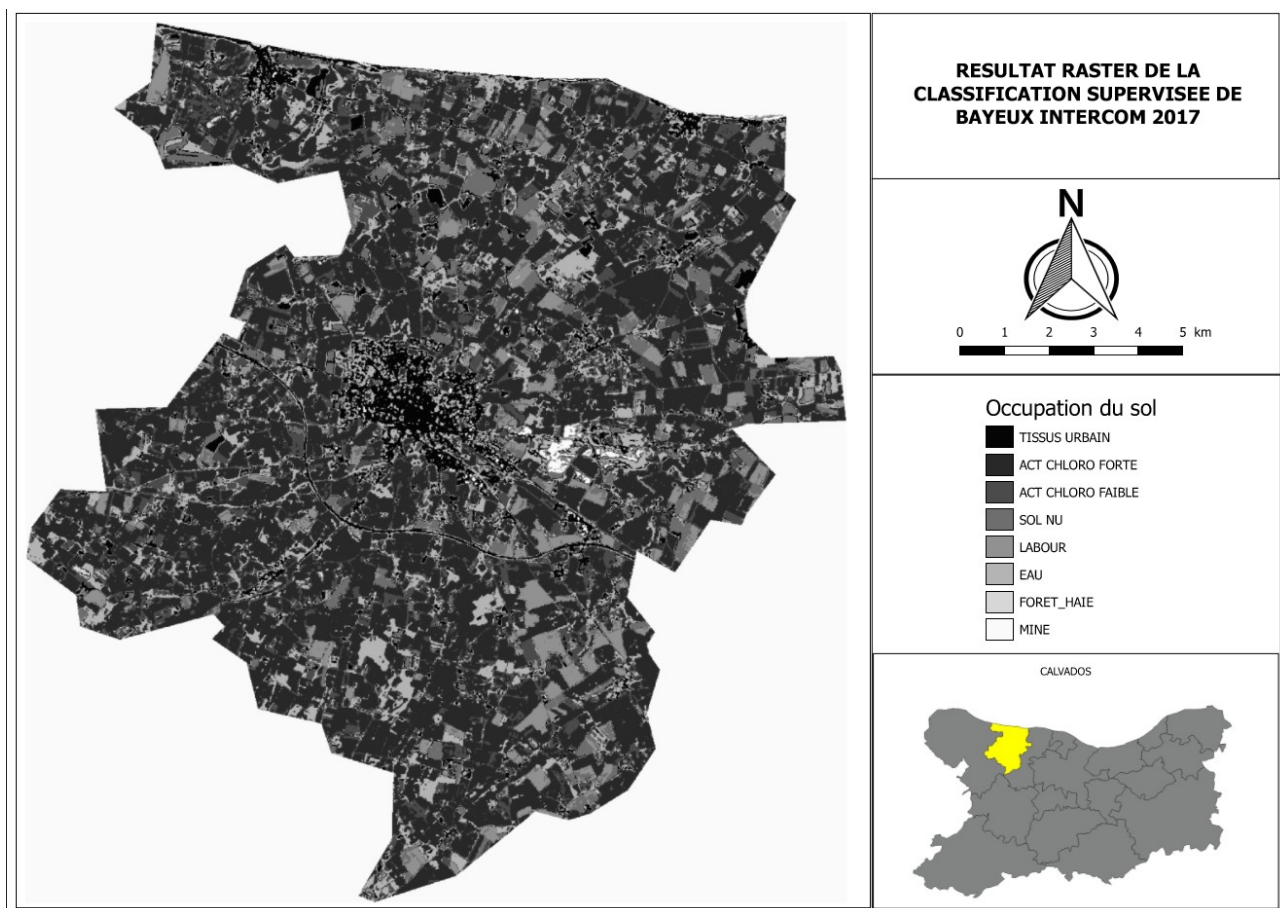 RESULTAT RASTER DE LA
CLASSIFICATION SUPERVISEE DE
BAYEUX INTERCOM 2017
N
0 1 2 3 4 5 km
Occupation du sol
TISSUS URBAIN
ACT CHLORO FORTE
ACT CHLORO FAIBLE
SOL NU
LABOUR
EAU
FORET_HAIE
MINE
CALVADOS